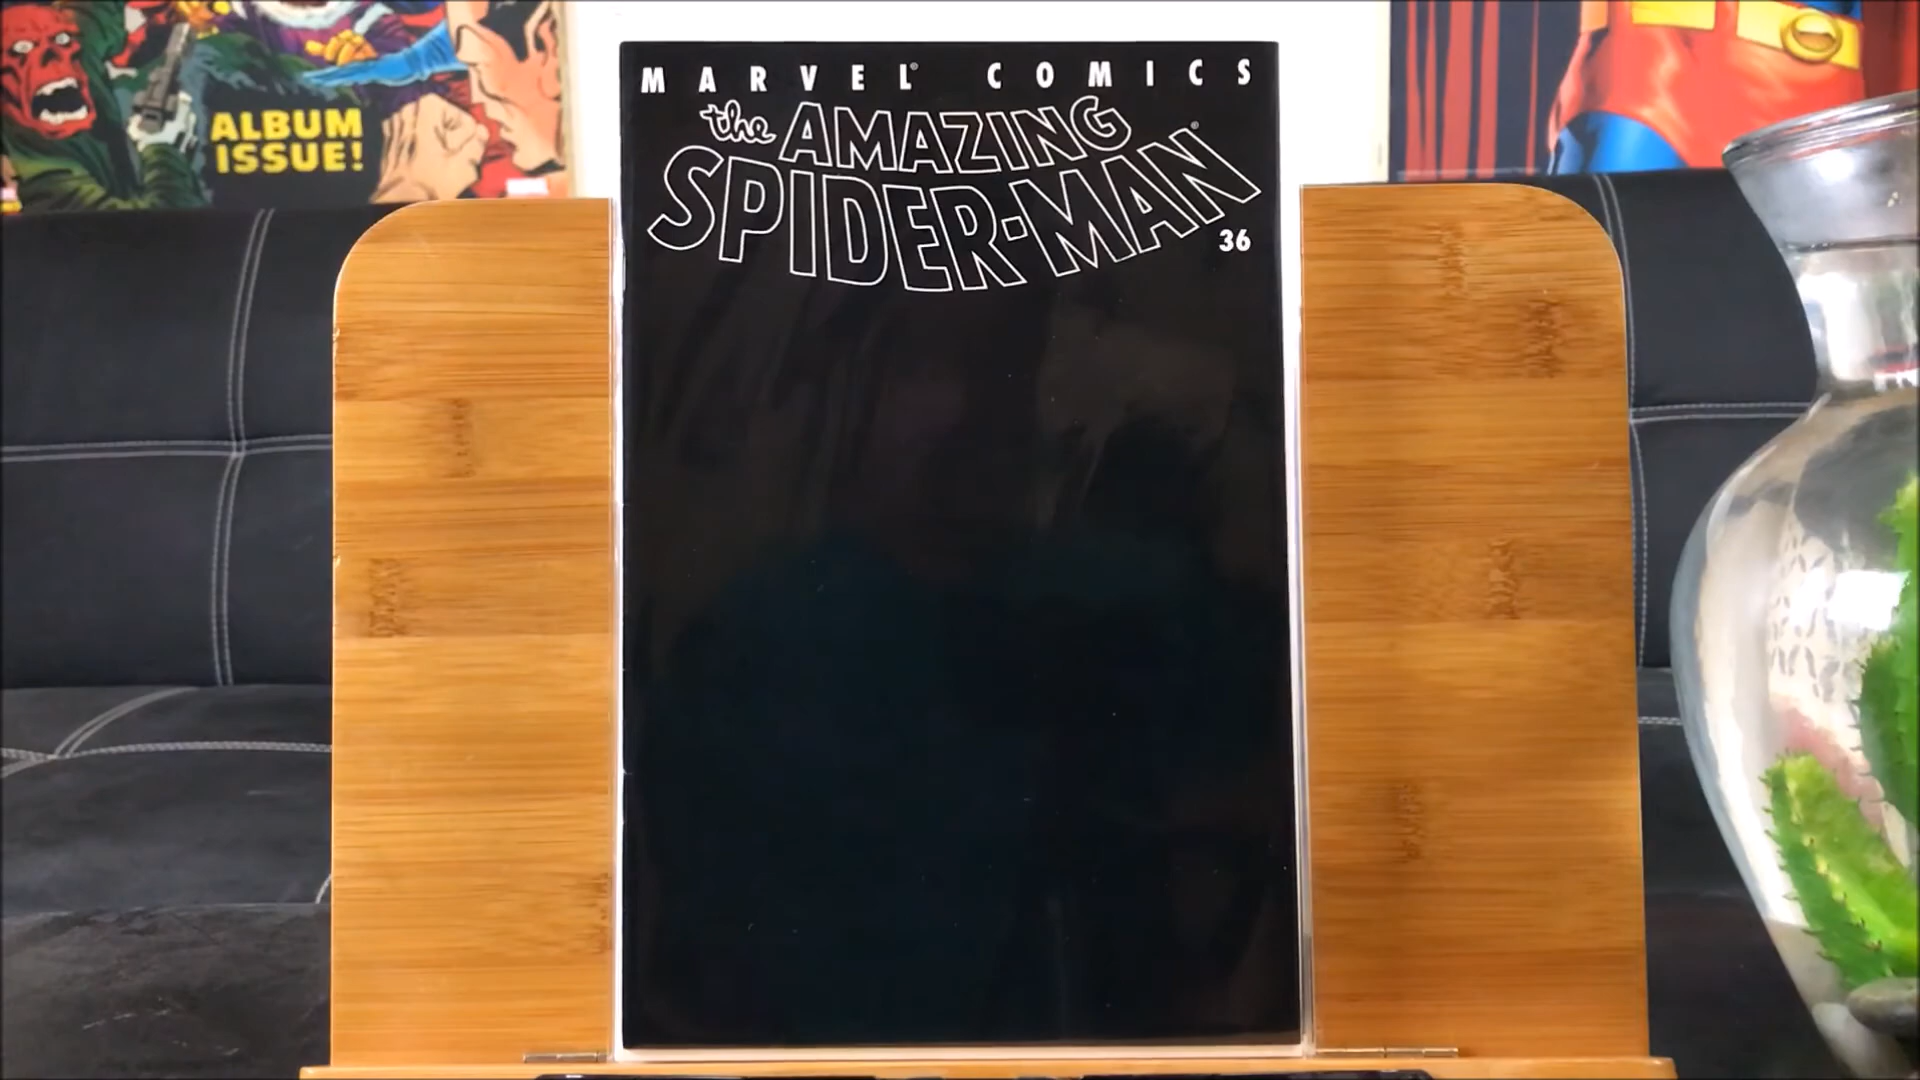 ALBUM
ISSUE!
MARVEL® COMICS
the AMAZING
SPIDER-MAN®
36